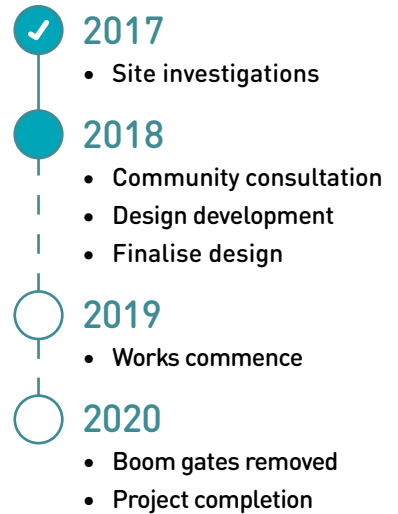 2017
• Site investigations
2018
• Community consultation
• Design development
• Finalise design
2019
• Works commence
2020
• Boom gates removed
• Project completion